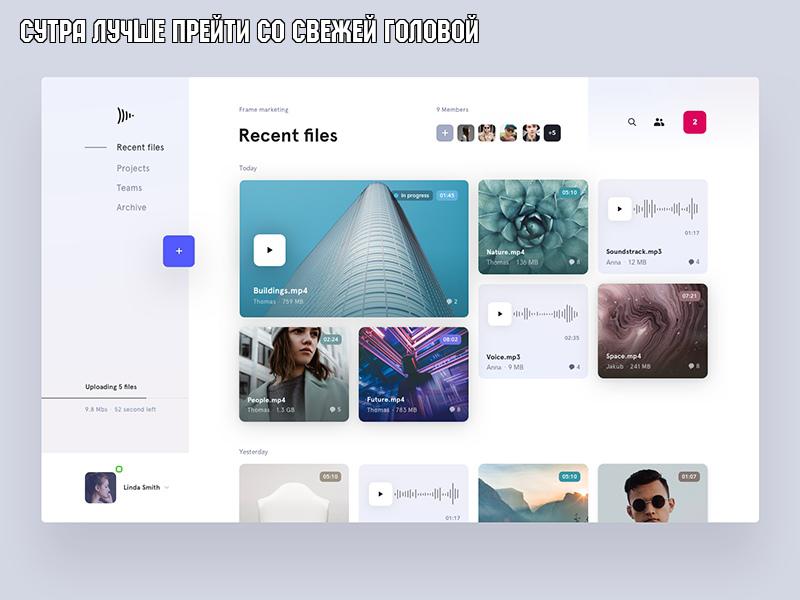 СУТРА ЛУЧШЕ ПРЕЙТИ СО СВЕЖЕЙ ГОЛОВОЙ
Frame marketing
9 Members
Recent files
+5
2
Recent files
Projects
Teams
Archive
Today
in progress 01:45
Buildings.mp4
Thomas · 759 MB
2
05:10
Nature.mp4
Thomas · 136 MB
8
01:17
Soundstrack.mp3
Anna · 12 MB
4
02:24
People.mp4
Thomas · 1.3 GB
5
08:02
Future.mp4
Thomas · 783 MB
8
02:35
Voice.mp3
Anna · 9 MB
4
07:21
Space.mp4
Jakub · 241 MB
8
Uploading 5 files
9.8 Mbs · 52 second left
Linda Smith
Yesterday
05:10
01:17
05:10
01:07